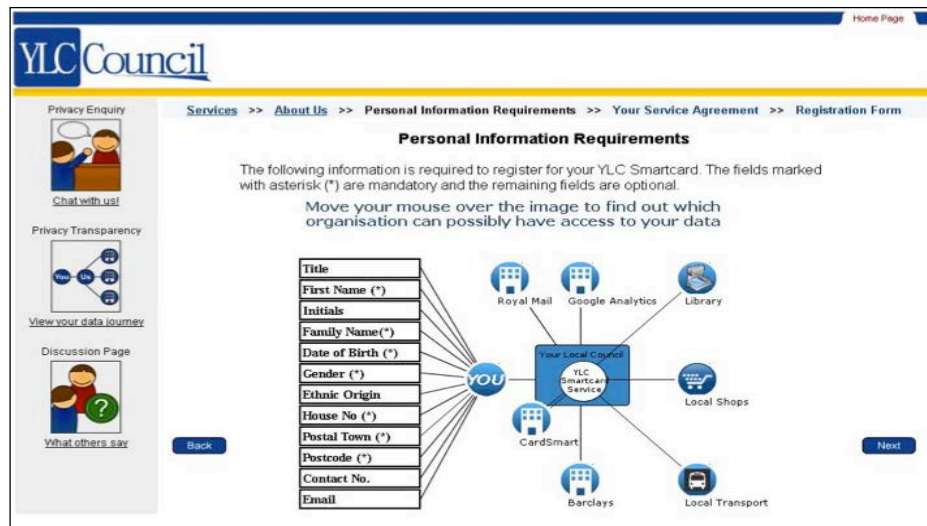 Home Page
YLC Council
Privacy Enquiry
Chat with us!
Privacy Transparency
You
Us
View your data journey
Discussion Page
?
What others say
Services >> About Us >> Personal Information Requirements >> Your Service Agreement >> Registration Form
Personal Information Requirements
The following information is required to register for your YLC Smartcard. The fields marked
with asterisk (*) are mandatory and the remaining fields are optional.
Move your mouse over the image to find out which
organisation can possibly have access to your data
Title
First Name (*)
Initials
Family Name(*)
Date of Birth (*)
Gender (*)
Ethnic Origin
House No (*)
Postal Town (*)
Postcode (*)
Contact No.
Email
YOU
Royal Mail
Google Analytics
Library
Your Local Council
YLC
Smartcard
Service
Local Shops
CardSmart
Barclays
Local Transport
Back
Next